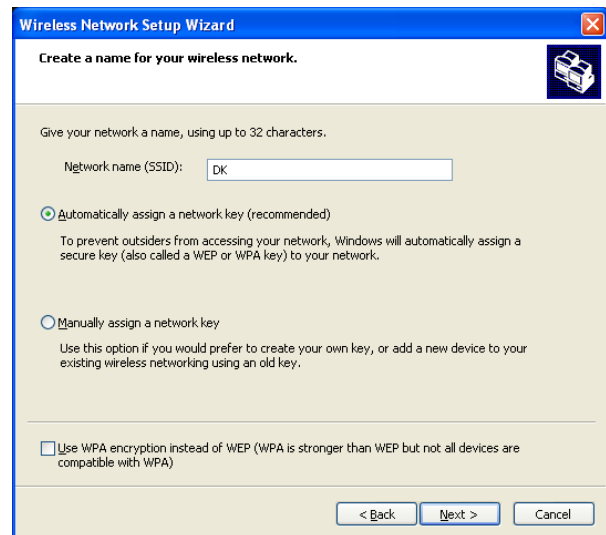 Wireless Network Setup Wizard
Create a name for your wireless network.
Give your network a name, using up to 32 characters.
Network name (SSID): DK
Automatically assign a network key (recommended)
To prevent outsiders from accessing your network, Windows will automatically assign a
secure key (also called a WEP or WPA key) to your network.
Manually assign a network key
Use this option if you would prefer to create your own key, or add a new device to your
existing wireless networking using an old key.
Use WPA encryption instead of WEP (WPA is stronger than WEP but not all devices are
compatible with WPA)
< Back Next > Cancel